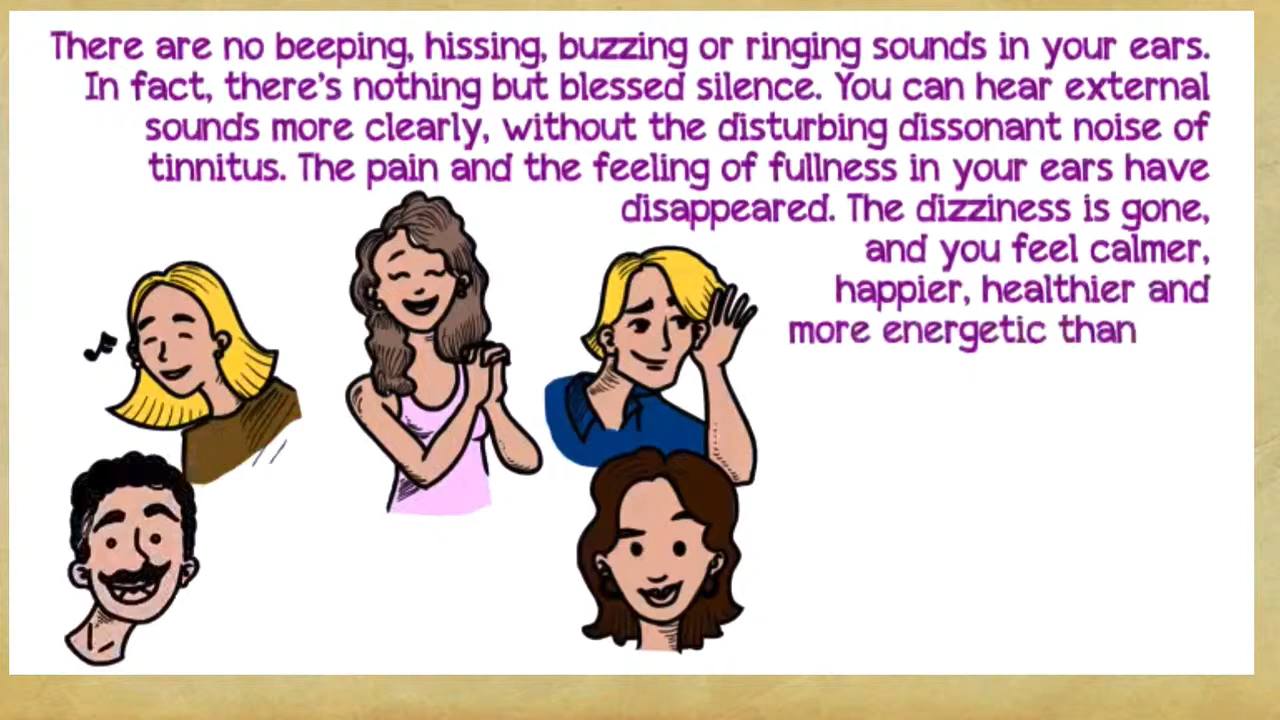 There are no beeping, hissing, buzzing or ringing sounds in your ears.
In fact, there's nothing but blessed silence. You can hear external
sounds more clearly, without the disturbing dissonant noise of
tinnitus. The pain and the feeling of fullness in your ears have
disappeared. The dizziness is gone,
and you feel calmer,
happier, healthier and
more energetic than